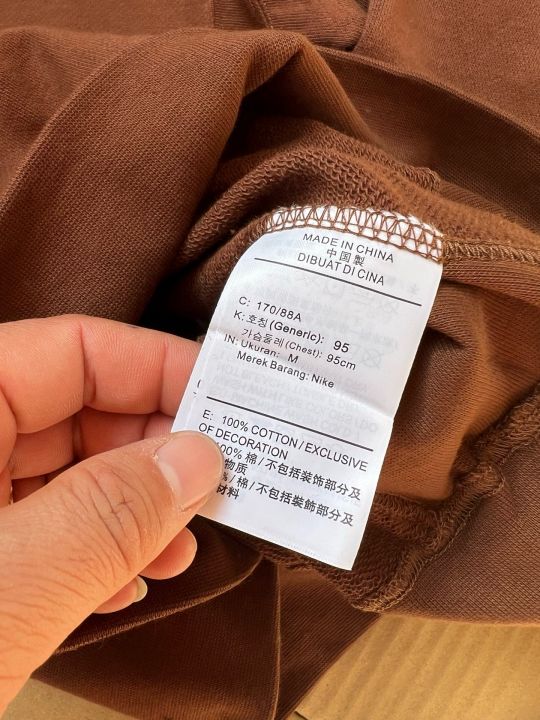 MADE IN CHINA
中国製
DIBUAT DI CINA
C: 170/88A
K: 호칭 (Generic): 95
가슴둘레 (Chest): 95cm
IN: Ukuran: M
Merek Barang: Nike
E: 100% COTTON/EXCLUSIVE
OF DECORATION
100% 棉/不包括装饰部分及
物质
% 棉/不包括裝飾部分及
材料